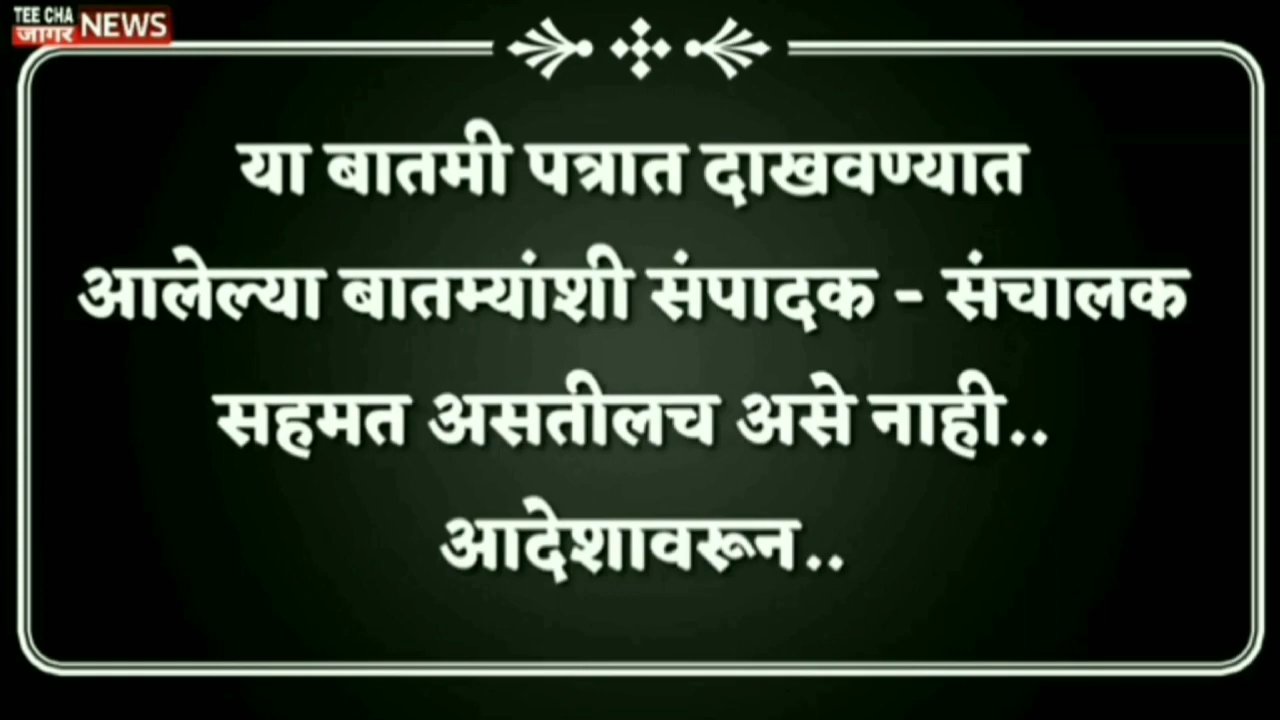 TEE CHA
जागर NEWS
या बातमी पत्रात दाखवण्यात
आलेल्या बातम्यांशी संपादक - संचालक
सहमत असतीलच असे नाही..
आदेशावरून..